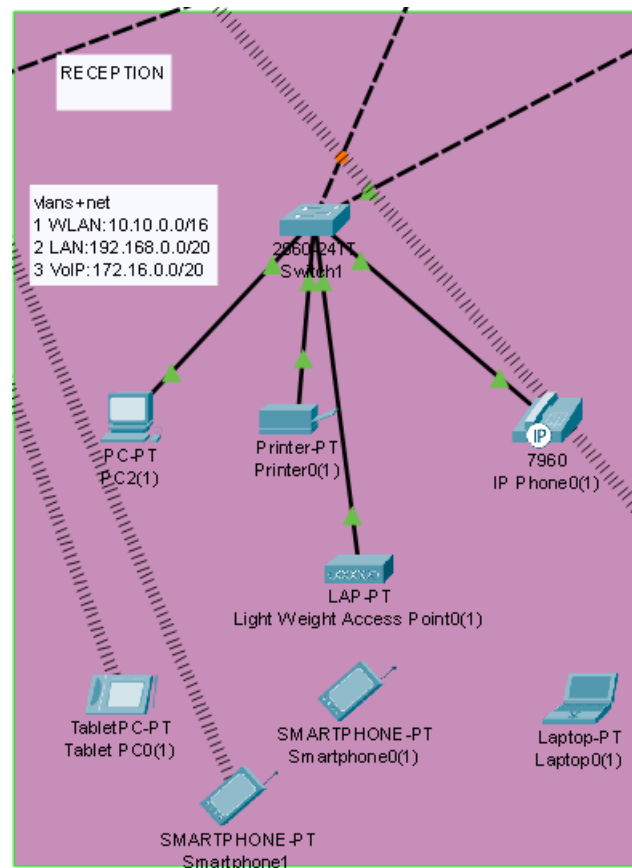 RECEPTION
vlans+net
1 WLAN:10.10.0.0/16
2 LAN:192.168.0.0/20
3 VoIP:172.16.0.0/20
2960-24TT
Switch1
PC-PT
PC2(1)
Printer-PT
Printer0(1)
IP
7960
IP Phone0(1)
LAP-PT
Light Weight Access Point0(1)
TabletPC-PT
Tablet PC0(1)
SMARTPHONE-PT
Smartphone0(1)
Laptop-PT
Laptop0(1)
SMARTPHONE-PT
Smartphone1